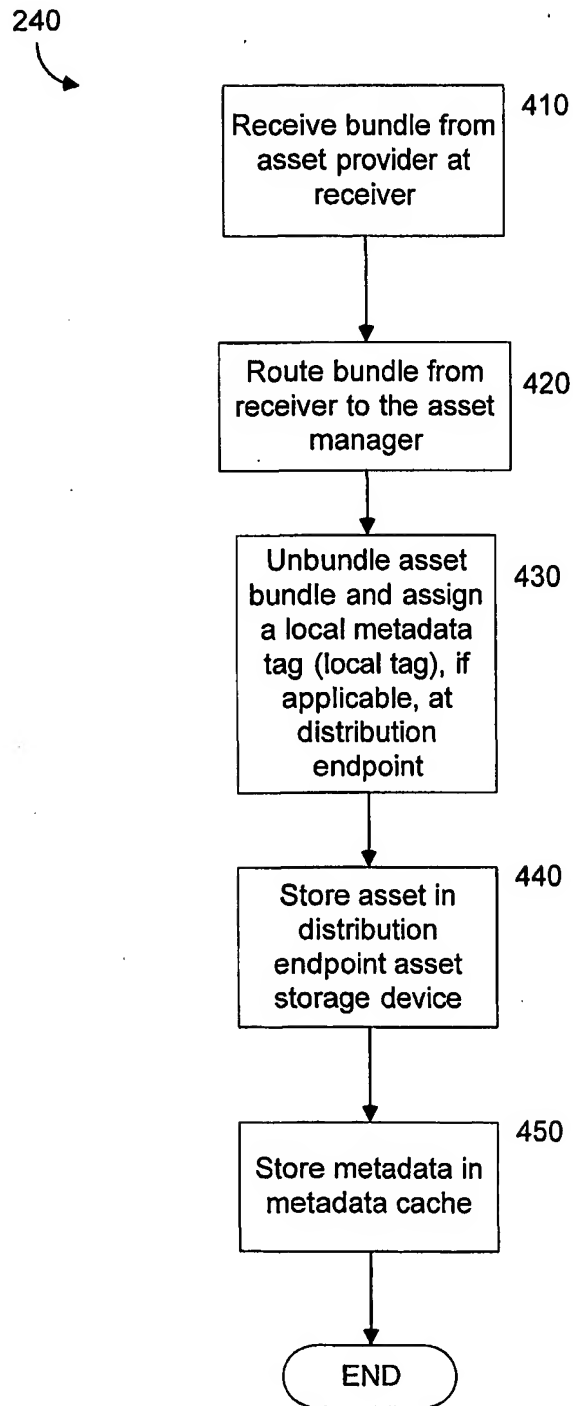 240
410
Receive bundle from
asset provider at
receiver
420
Route bundle from
receiver to the asset
manager
430
Unbundle asset
bundle and assign
a local metadata
tag (local tag), if
applicable, at
distribution
endpoint
440
Store asset in
distribution
endpoint asset
storage device
450
Store metadata in
metadata cache
END